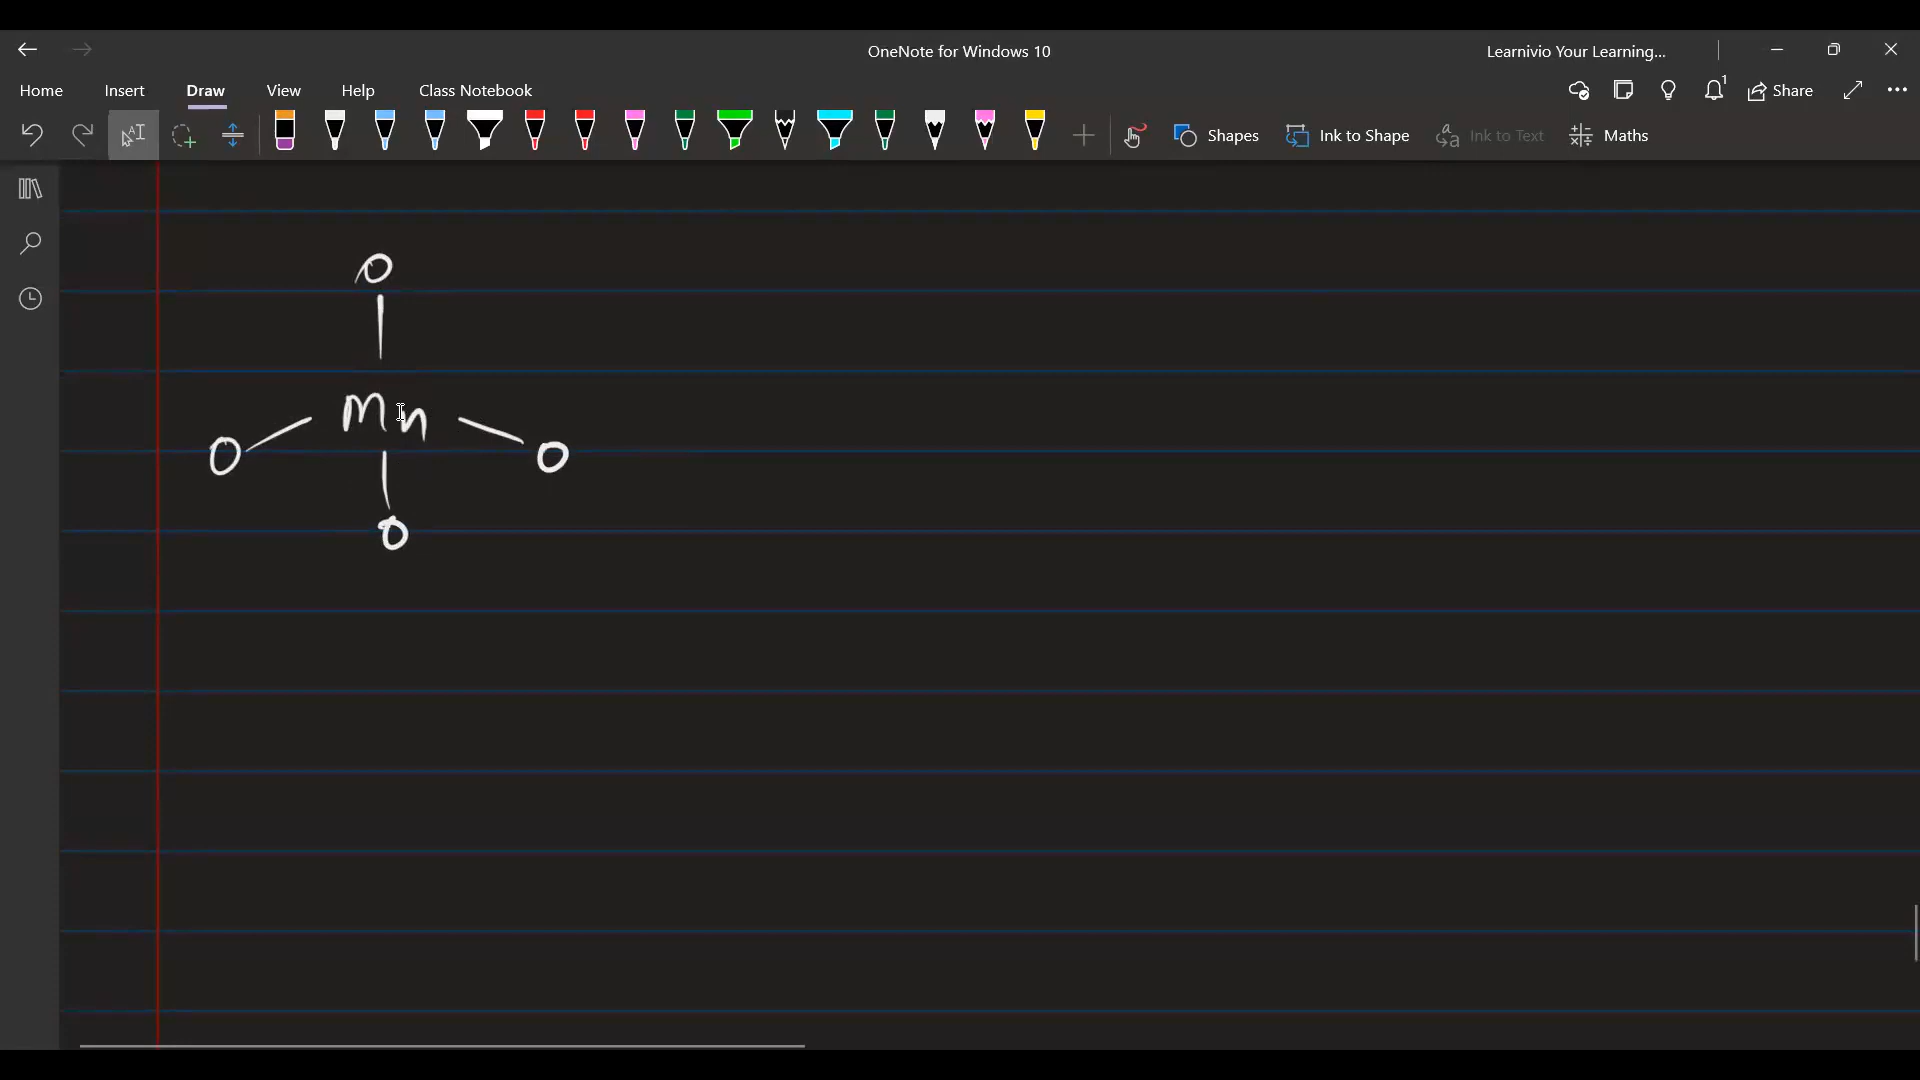 OneNote for Windows 10
Learnivio Your Learning...
Home Insert Draw View Help Class Notebook
1
Share
Shapes Ink to Shape Ink to Text Maths
O
Mn
O O
O